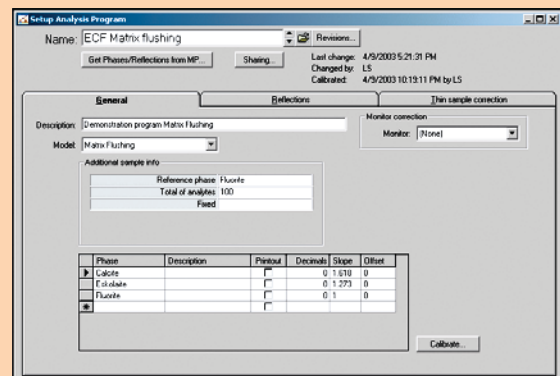 Setup Analysis Program
Name: ECF Matrix flushing
Revisions...
Get Phases/Reflections from MP...
Sharing...
Last change: 4/9/2003 5:21:31 PM
Changed by: LS
Calibrated: 4/9/2003 10:19:11 PM by LS
General
Reflections
Thin sample correction
Description: Demonstration program Matrix Flushing
Model: Matrix Flushing
Monitor correction
Monitor: (None)
Additional sample info
Reference phase Fluorite
Total of analytes 100
Fixed
Phase Description Printout Decimals Slope Offset
Calcite 0 1.610 0
Eskolaite 0 1.273 0
Fluorite 0 1 0
Calibrate...